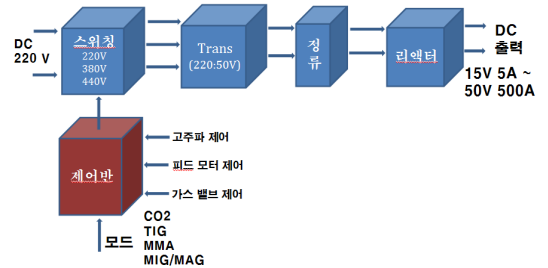 DC
220 V
스위칭
220V
380V
440V
Trans
(220:50V)
정
류
리액터
DC
출력
15V 5A ~
50V 500A
제어반
고주파 제어
피드 모터 제어
가스 밸브 제어
모드
CO2
TIG
MMA
MIG/MAG